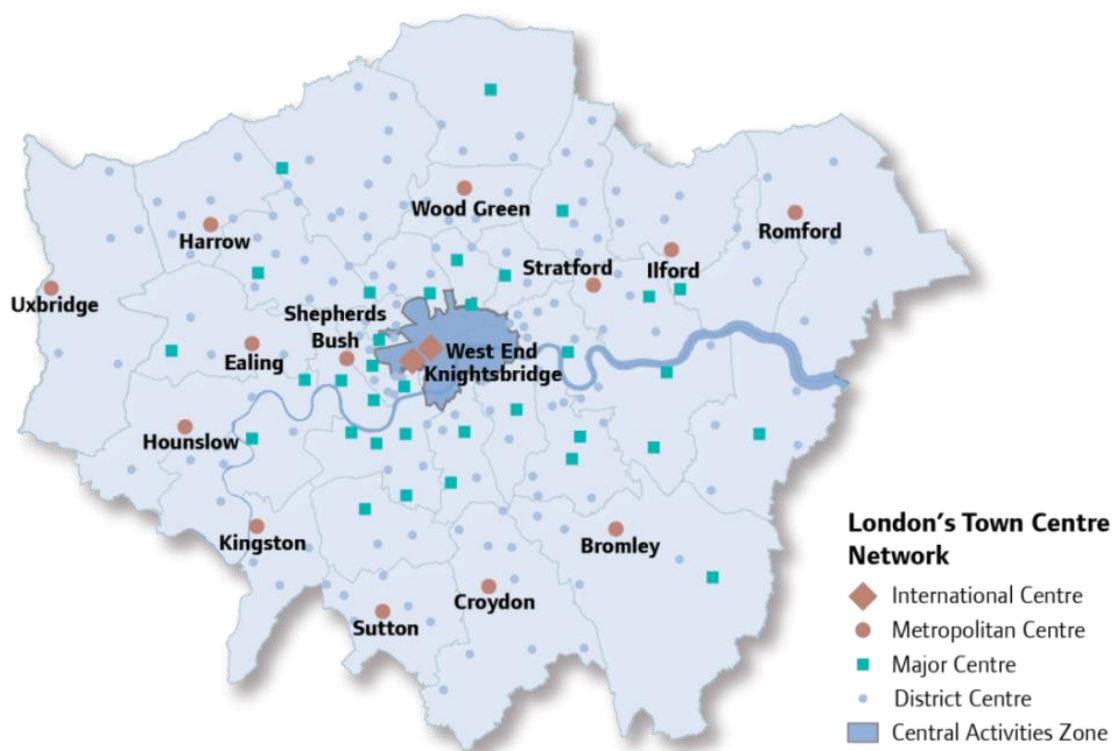 Wood Green
Romford
Harrow
Stratford
Ilford
Uxbridge
Shepherds
Bush
West End
Ealing
Knightsbridge
Hounslow
Kingston
Bromley
Croydon
Sutton
London's Town Centre
Network
International Centre
Metropolitan Centre
Major Centre
District Centre
Central Activities Zone